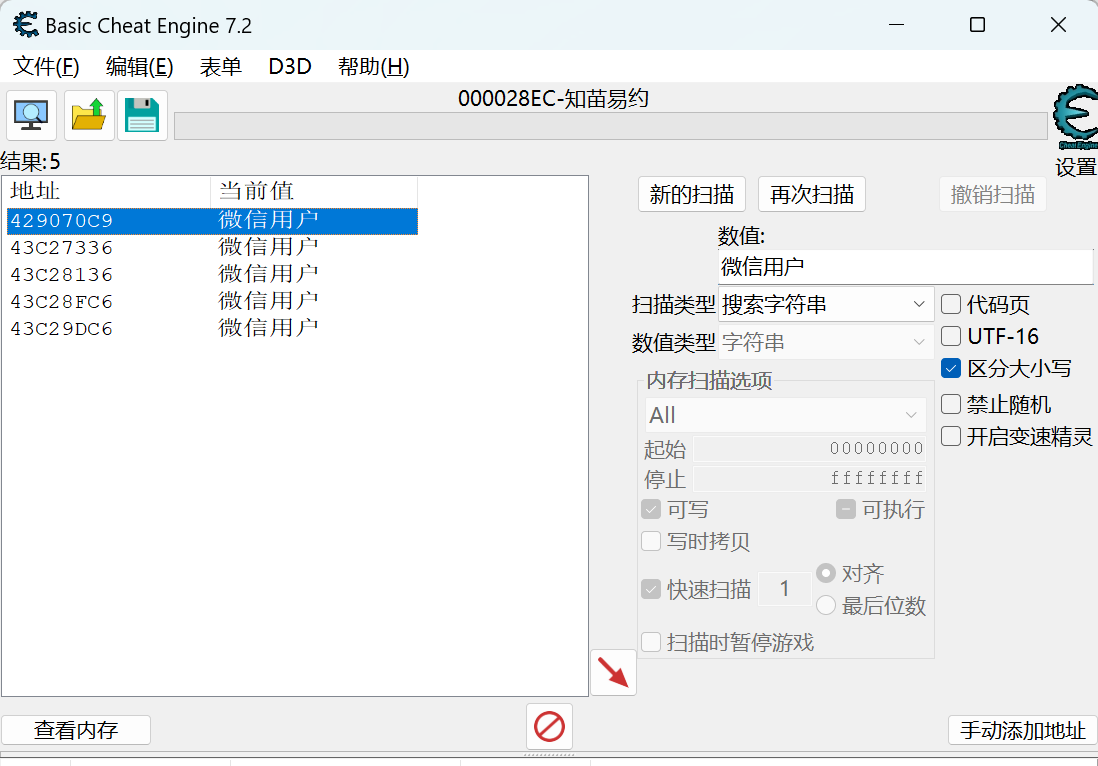 Basic Cheat Engine 7.2
文件(F) 编辑(E) 表单 D3D 帮助(H)
000028EC-知苗易约
Cheat Engine
设置
结果:5
地址 当前值
429070C9 微信用户
43C27336 微信用户
43C28136 微信用户
43C28FC6 微信用户
43C29DC6 微信用户
新的扫描 再次扫描 撤销扫描
数值:
微信用户
扫描类型 搜索字符串 代码页
数值类型 字符串 UTF-16
区分大小写
禁止随机
开启变速精灵
内存扫描选项
All
起始 00000000
停止 ffffffff
可写 可执行
写时拷贝
快速扫描 1 对齐
最后位数
扫描时暂停游戏
查看内存 手动添加地址